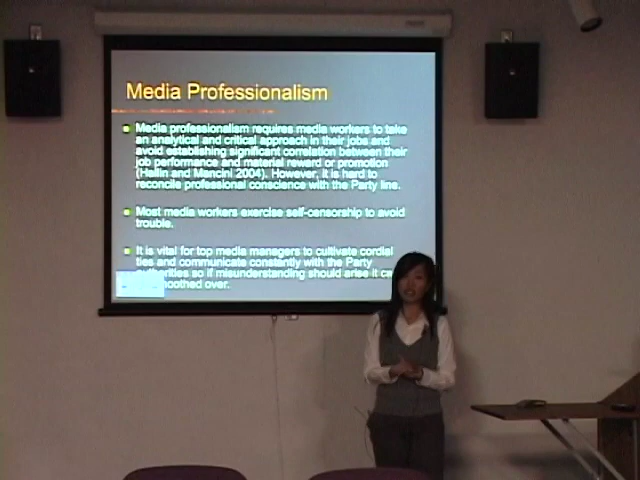 Media Professionalism
Media professionalism requires media workers to take
an analytical and critical approach in their jobs and
avoid establishing significant correlation between their
job performance and material reward or promotion
(Hallin and Mancini 2004). However, it is hard to
reconcile professional conscience with the Party line.
Most media workers exercise self-censorship to avoid
trouble.
It is vital for top media managers to cultivate cordial
ties and communicate constantly with the Party
authorities so if misunderstanding should arise it
smoothed over.